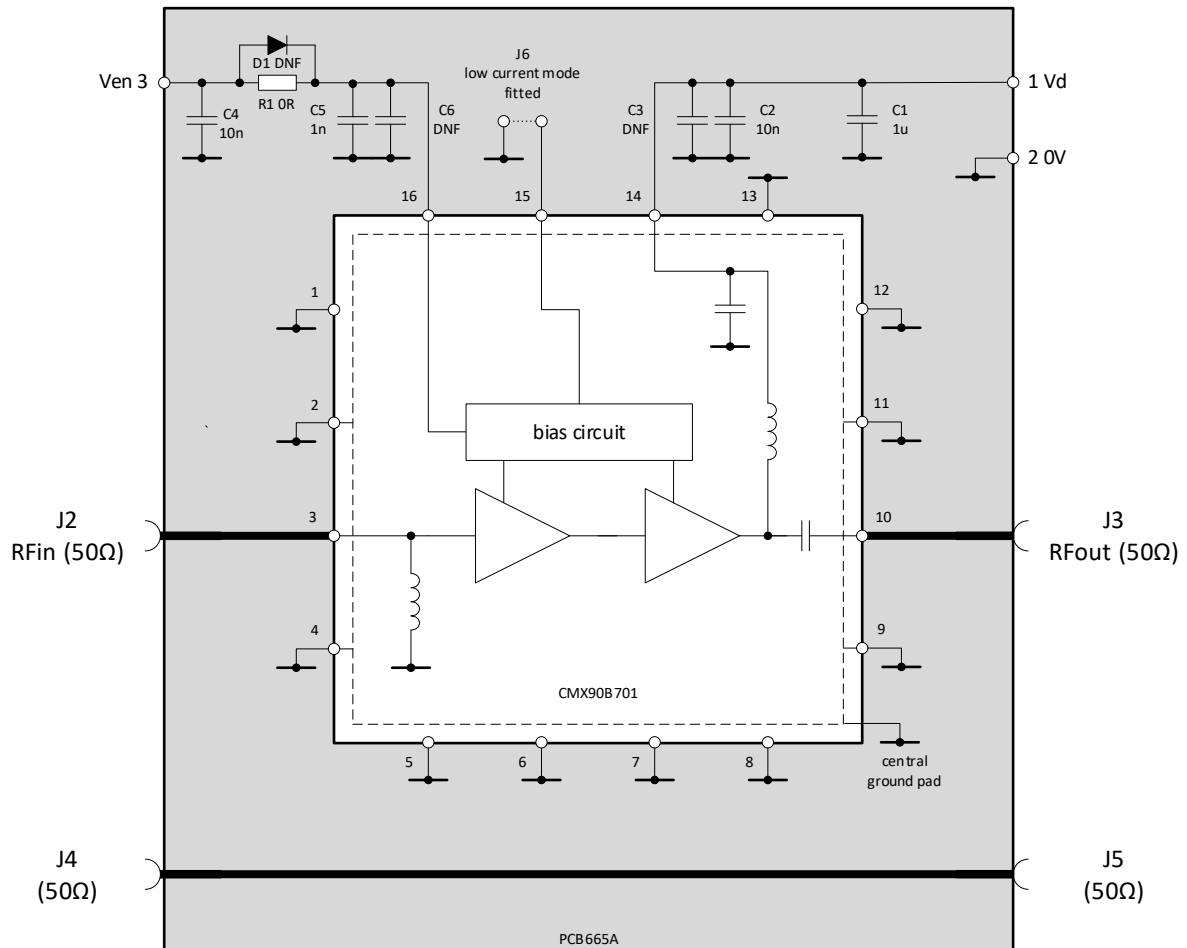 J6
low current mode
fitted
D1 DNF
Ven 3
R1 0R
C4
10n
C5
1n
C6
DNF
C3
DNF
C2
10n
C1
1u
1 Vd
2 0V
16
15
14
13
1
12
2
11
bias circuit
J2
RFin (50Ω)
3
10
J3
RFout (50Ω)
4
9
CMX90B701
5
6
7
8
central
ground pad
J4
(50Ω)
J5
(50Ω)
PCB665A